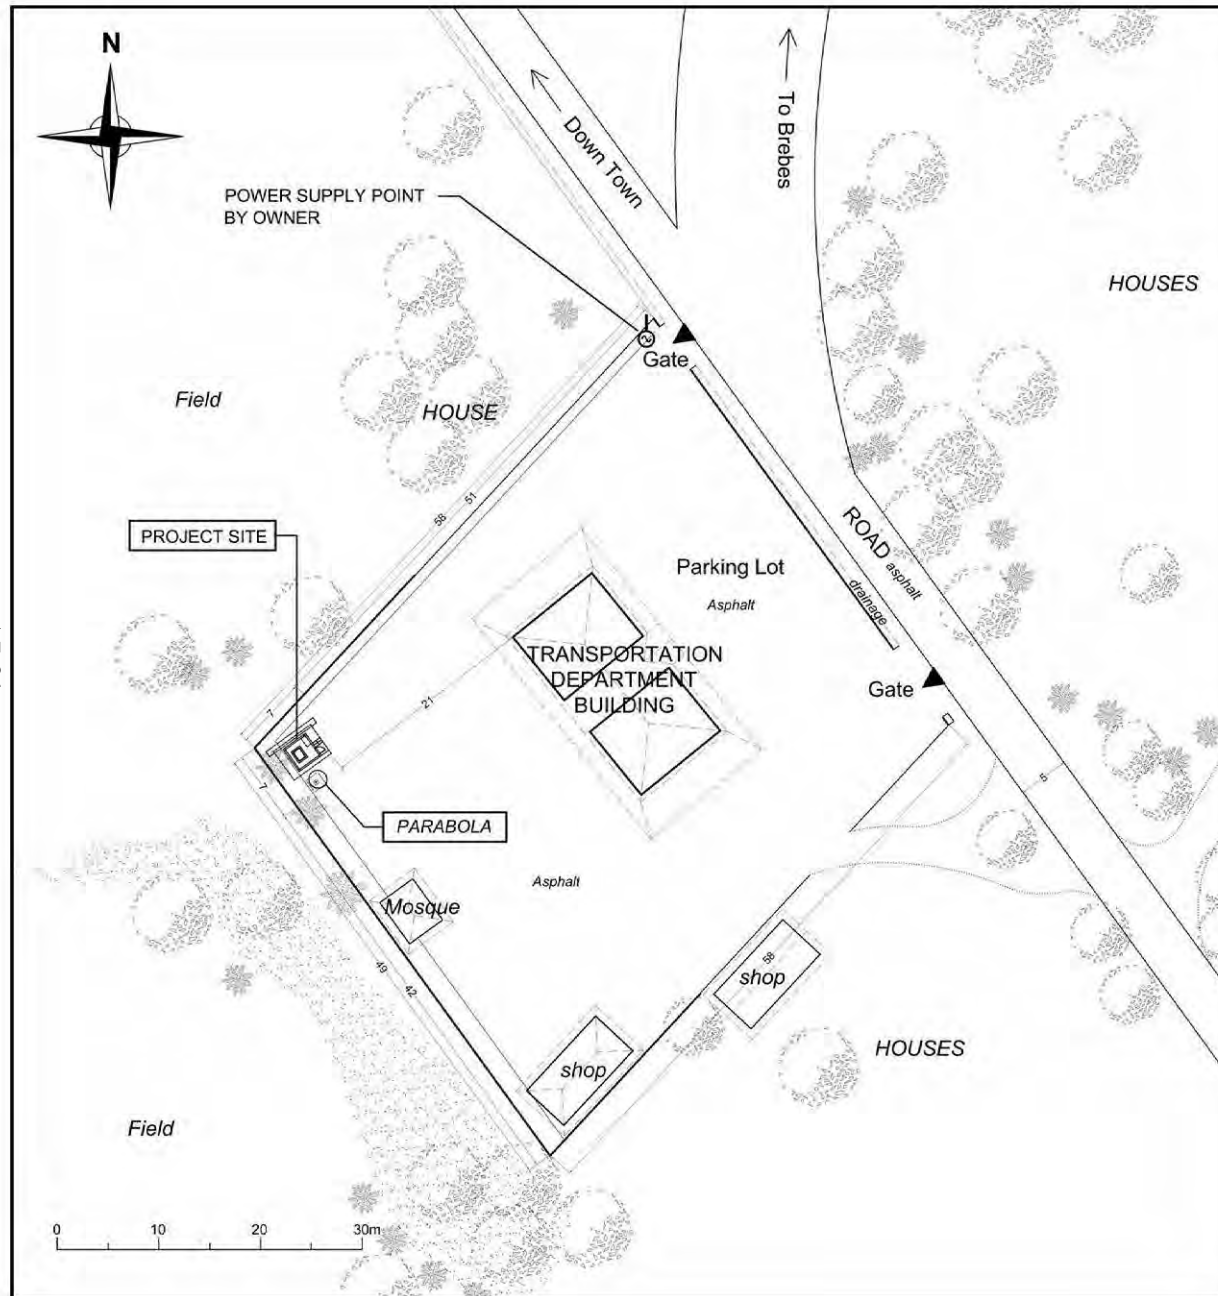 N
Down Town
To Brebes
POWER SUPPLY POINT
BY OWNER
HOUSES
Gate
Field
HOUSE
51
58
PROJECT SITE
ROAD
asphalt
Parking Lot
Asphalt
drainage
TRANSPORTATION
DEPARTMENT
BUILDING
Gate
21
7
7
5
PARABOLA
Asphalt
Mosque
49
42
58
shop
shop
HOUSES
Field
0 10 20 30m